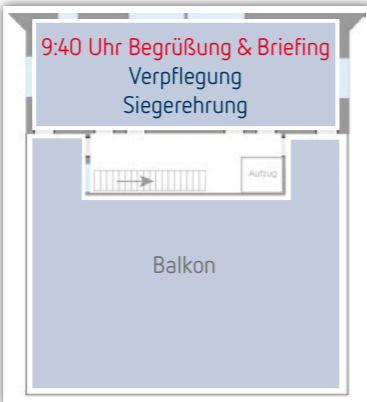 9:40 Uhr Begrüßung & Briefing
Verpflegung
Siegerehrung
Aufzug
Balkon